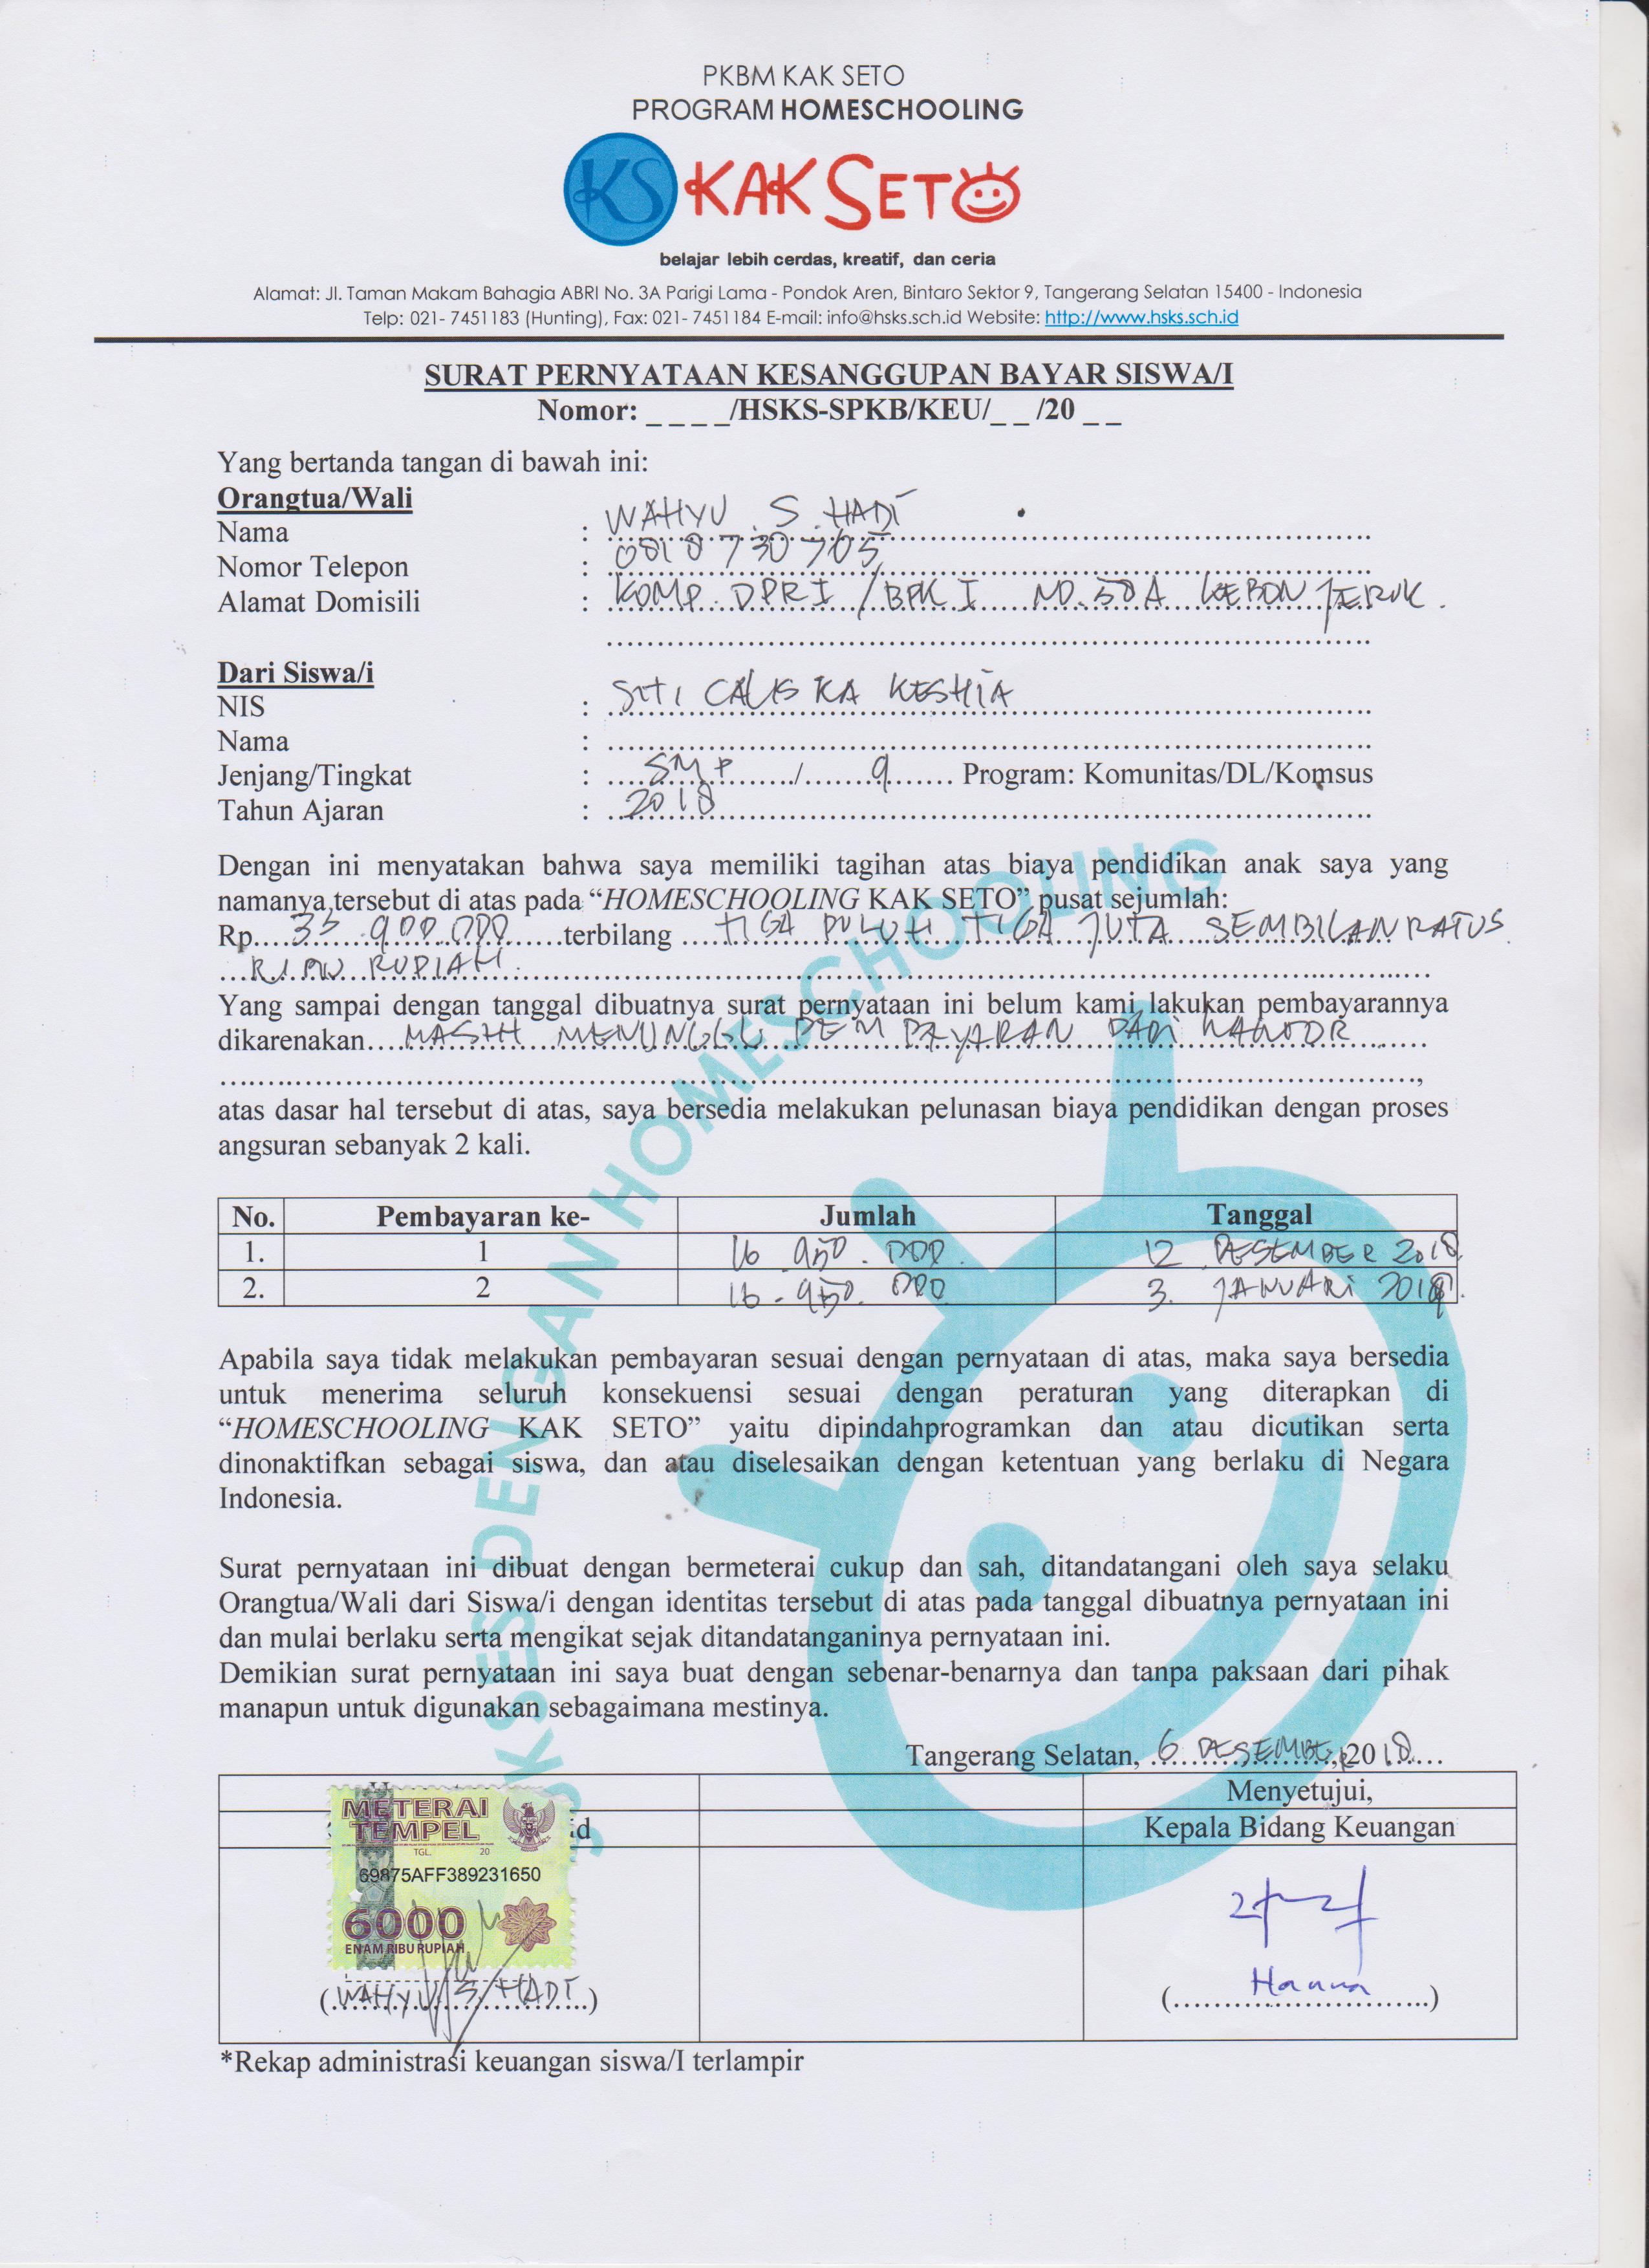 PKBM KAK SETO
PROGRAM HOMESCHOOLING
KS KAK SETO
belajar lebih cerdas, kreatif, dan ceria
Alamat: Jl. Taman Makam Bahagia ABRI No. 3A Parigi Lama - Pondok Aren, Bintaro Sektor 9, Tangerang Selatan 15400 - Indonesia
Telp: 021- 7451183 (Hunting), Fax: 021- 7451184 E-mail: info@hsks.sch.id Website: http://www.hsks.sch.id
SURAT PERNYATAAN KESANGGUPAN BAYAR SISWA/I
Nomor: _ _ _ _/HSKS-SPKB/KEU/_ _ /20 _ _
Yang bertanda tangan di bawah ini:
Orangtua/Wali
Nama : WAHYU . S . HADI
Nomor Telepon : 0818 730 705
Alamat Domisili : KOMP. DPRI / BPK I NO. 50A KEBON JERUK.
Dari Siswa/i
NIS : SITI CALISKA KESHIA
Nama :
Jenjang/Tingkat : SMP / 9 Program: Komunitas/DL/Komsus
Tahun Ajaran : 2018
Dengan ini menyatakan bahwa saya memiliki tagihan atas biaya pendidikan anak saya yang
namanya tersebut di atas pada “HOMESCHOOLING KAK SETO” pusat sejumlah:
Rp. 33.900.000 terbilang TIGA PULUH TIGA JUTA SEMBILAN RATUS
RIBU RUPIAH.
Yang sampai dengan tanggal dibuatnya surat pernyataan ini belum kami lakukan pembayarannya
dikarenakan MASIH MENUNGGU PEMBAYARAN DARI KANTOR
atas dasar hal tersebut di atas, saya bersedia melakukan pelunasan biaya pendidikan dengan proses
angsuran sebanyak 2 kali.
No. Pembayaran ke- Jumlah Tanggal
1. 1 16.950.000 12 DESEMBER 2018.
2. 2 16.950.000 3. JANUARI 2019.
Apabila saya tidak melakukan pembayaran sesuai dengan pernyataan di atas, maka saya bersedia
untuk menerima seluruh konsekuensi sesuai dengan peraturan yang diterapkan di
“HOMESCHOOLING KAK SETO” yaitu dipindahprogramkan dan atau dicutikan serta
dinonaktifkan sebagai siswa, dan atau diselesaikan dengan ketentuan yang berlaku di Negara
Indonesia.
Surat pernyataan ini dibuat dengan bermeterai cukup dan sah, ditandatangani oleh saya selaku
Orangtua/Wali dari Siswa/i dengan identitas tersebut di atas pada tanggal dibuatnya pernyataan ini
dan mulai berlaku serta mengikat sejak ditandatanganinya pernyataan ini.
Demikian surat pernyataan ini saya buat dengan sebenar-benarnya dan tanpa paksaan dari pihak
manapun untuk digunakan sebagaimana mestinya.
Tangerang Selatan, 6 DESEMBER, 2018
Menyetujui,
Kepala Bidang Keuangan
METERAI
TEMPEL
TGL. 20
69875AFF389231650
6000
ENAM RIBU RUPIAH
(WAHYU S. HADI)
(Hanna)
*Rekap administrasi keuangan siswa/I terlampir
SUKSES DENGAN HOMESCHOOLING